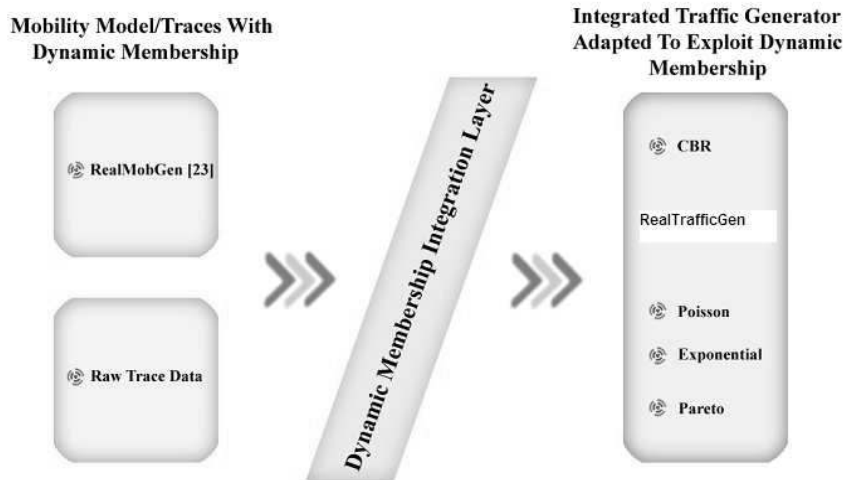 Mobility Model/Traces With
Dynamic Membership
RealMobGen [23]
Raw Trace Data
Dynamic Membership Integration Layer
Integrated Traffic Generator
Adapted To Exploit Dynamic
Membership
CBR
RealTrafficGen
Poisson
Exponential
Pareto